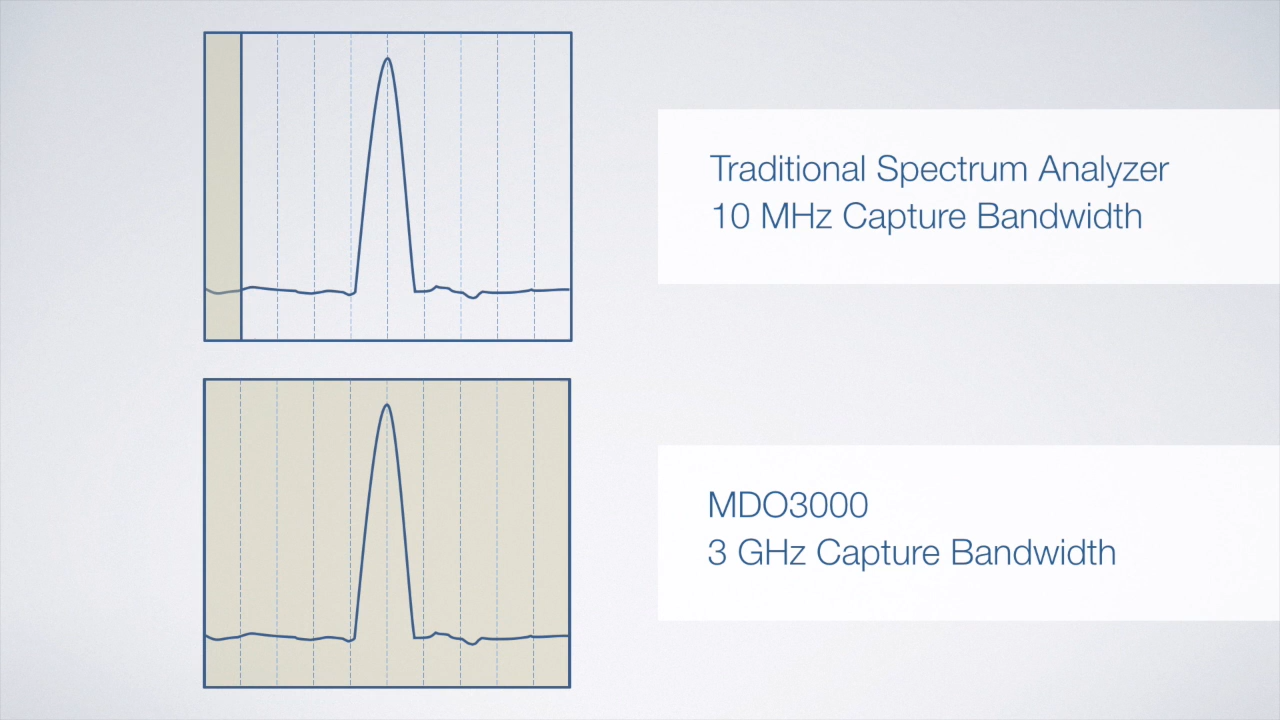 Traditional Spectrum Analyzer
10 MHz Capture Bandwidth
MDO3000
3 GHz Capture Bandwidth